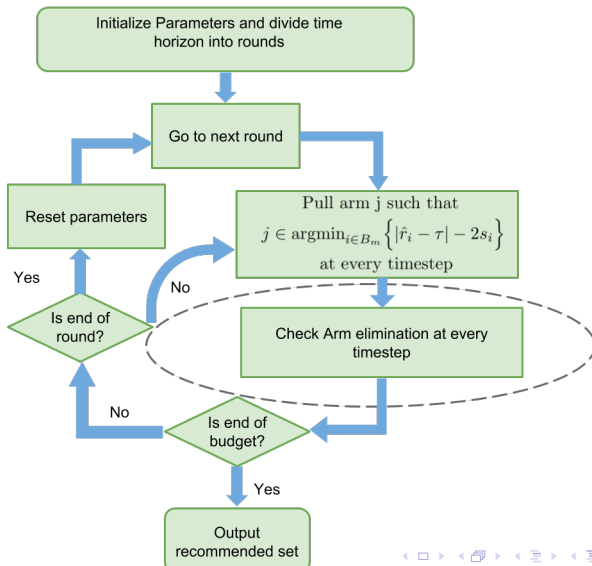 Initialize Parameters and divide time
horizon into rounds
Go to next round
Reset parameters
Pull arm j such that
j ∈ argmin_{i∈B_m}{|r̂_i − τ| − 2s_i}
at every timestep
Yes
No
Is end of
round?
Check Arm elimination at every
timestep
No
Is end of
budget?
Yes
Output
recommended set